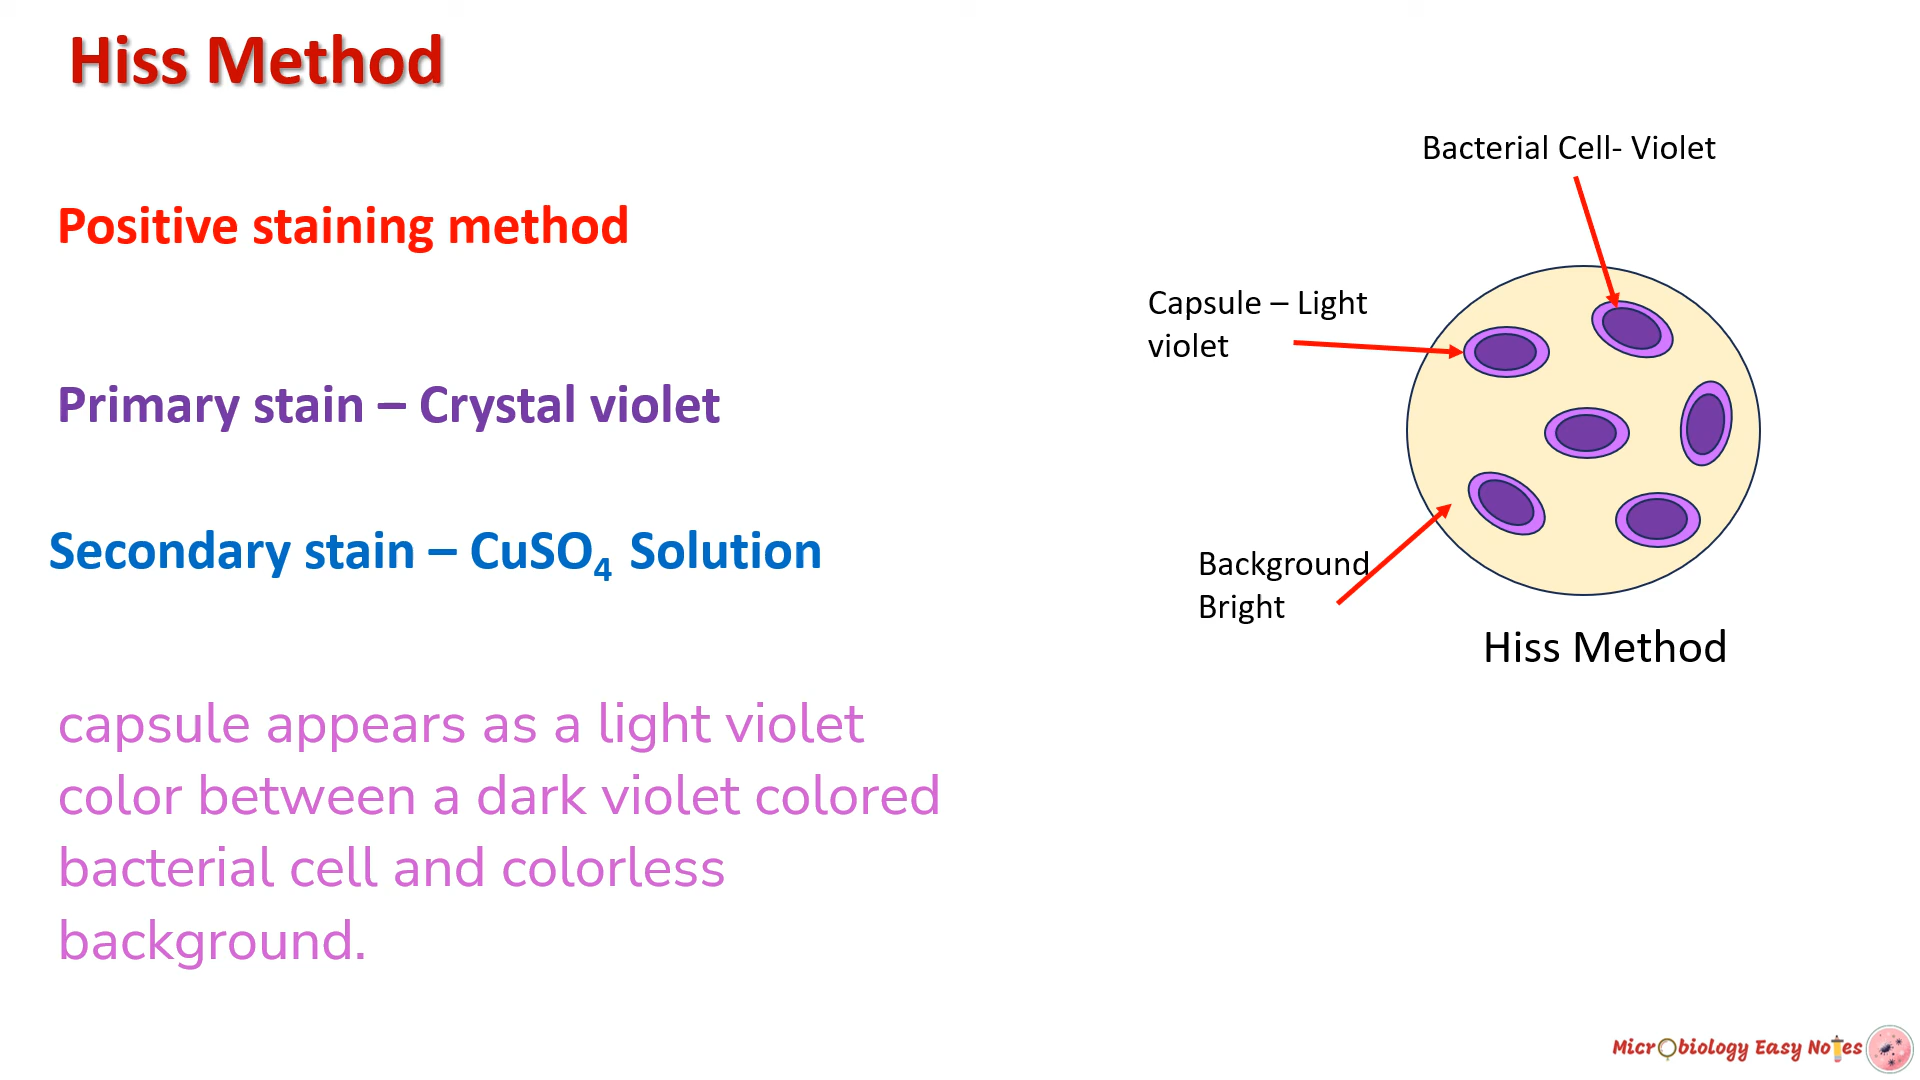 Hiss Method
Positive staining method
Primary stain – Crystal violet
Secondary stain – CuSO₄ Solution
capsule appears as a light violet
color between a dark violet colored
bacterial cell and colorless
background.
Bacterial Cell- Violet
Capsule – Light
violet
Background
Bright
Hiss Method
Microbiology Easy Notes